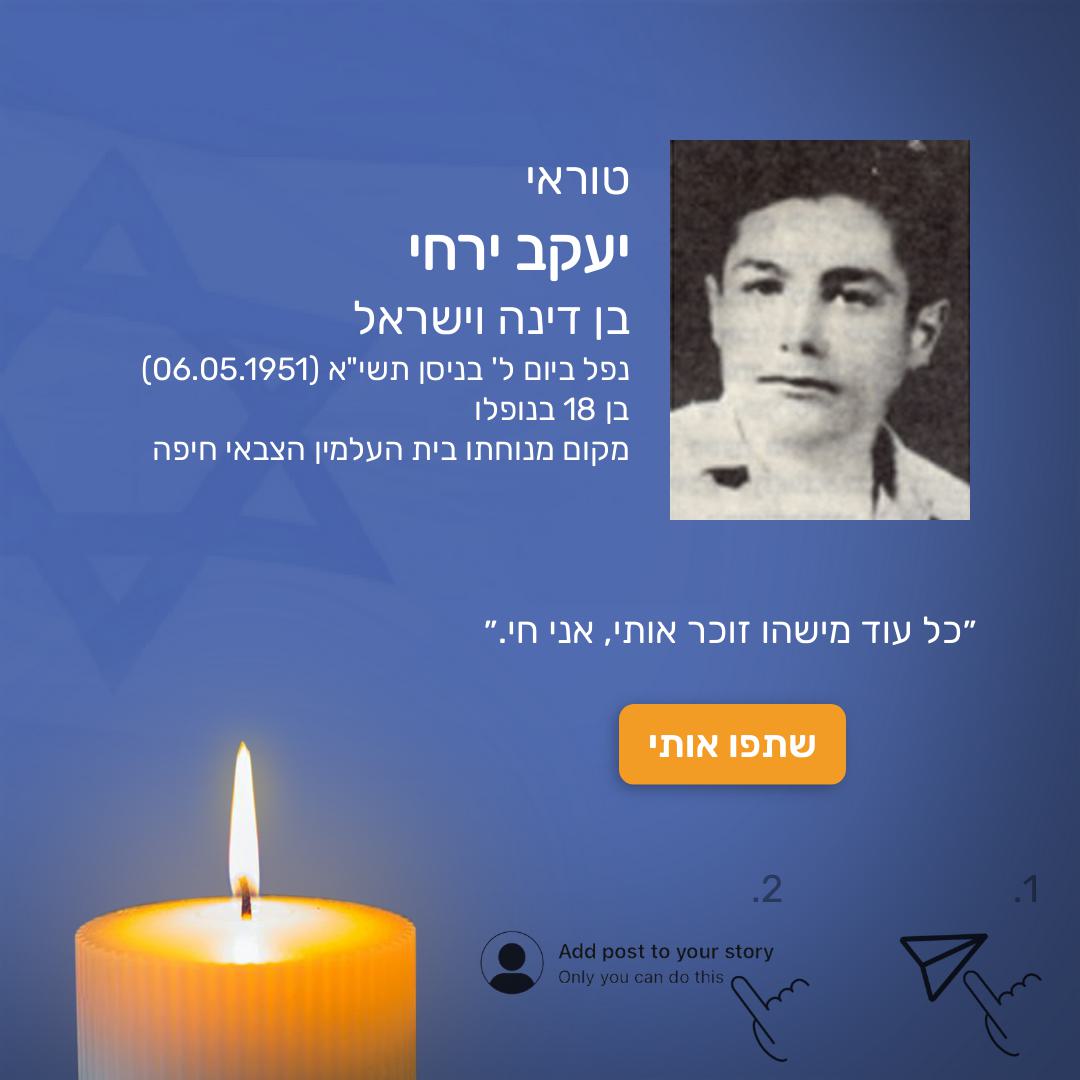 טוראי
יעקב ירחי
בן דינה וישראל
נפל ביום ל' בניסן תשי"א (06.05.1951)
בן 18 בנופלו
מקום מנוחתו בית העלמין הצבאי חיפה
"כל עוד מישהו זוכר אותי, אני חי."
שתפו אותי
1.
2.
Add post to your story
Only you can do this